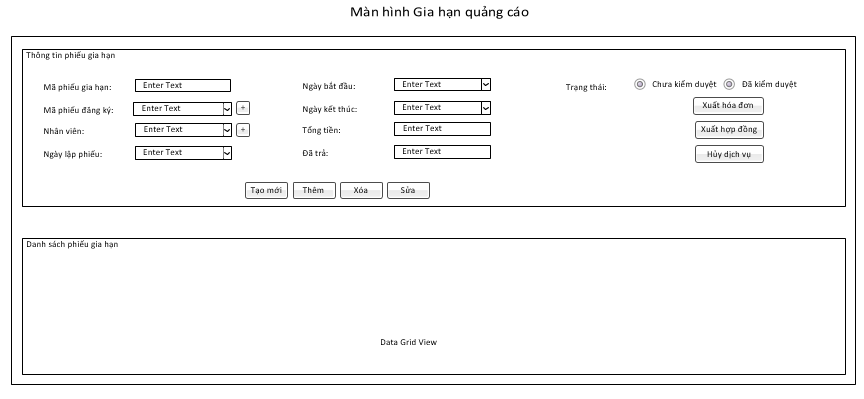 Màn hình Gia hạn quảng cáo
Thông tin phiếu gia hạn
Mã phiếu gia hạn: Enter Text
Ngày bắt đầu: Enter Text
Trạng thái: Chưa kiểm duyệt Đã kiểm duyệt
Mã phiếu đăng ký: Enter Text +
Ngày kết thúc: Enter Text
Xuất hóa đơn
Nhân viên: Enter Text +
Tổng tiền: Enter Text
Xuất hợp đồng
Ngày lập phiếu: Enter Text
Đã trả: Enter Text
Hủy dịch vụ
Tạo mới Thêm Xóa Sửa
Danh sách phiếu gia hạn
Data Grid View